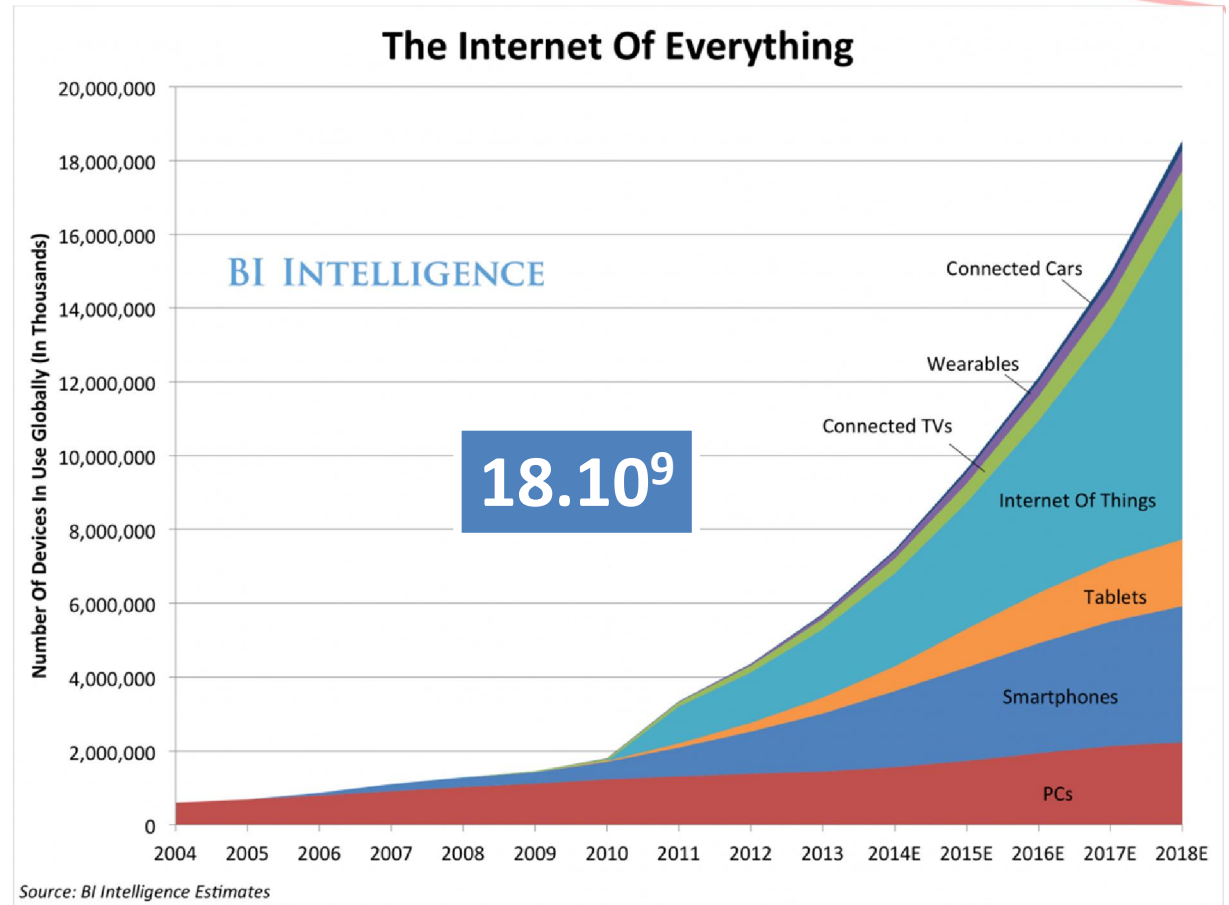 The Internet Of Everything
Number Of Devices In Use Globally (In Thousands)
20,000,000
18,000,000
16,000,000
14,000,000
12,000,000
10,000,000
8,000,000
6,000,000
4,000,000
2,000,000
0
BI INTELLIGENCE
18.10⁹
Connected Cars
Wearables
Connected TVs
Internet Of Things
Tablets
Smartphones
PCs
2004 2005 2006 2007 2008 2009 2010 2011 2012 2013 2014E 2015E 2016E 2017E 2018E
Source: BI Intelligence Estimates